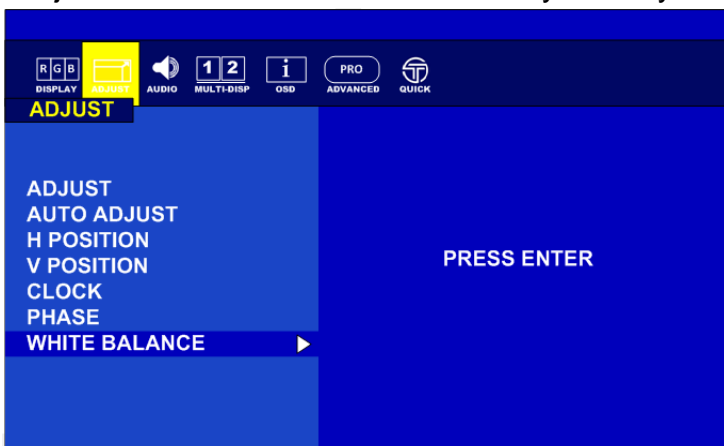 R G B 1 2 i PRO
DISPLAY ADJUST AUDIO MULTI-DISP OSD ADVANCED QUICK
ADJUST
ADJUST
AUTO ADJUST
H POSITION
V POSITION
PRESS ENTER
CLOCK
PHASE
WHITE BALANCE